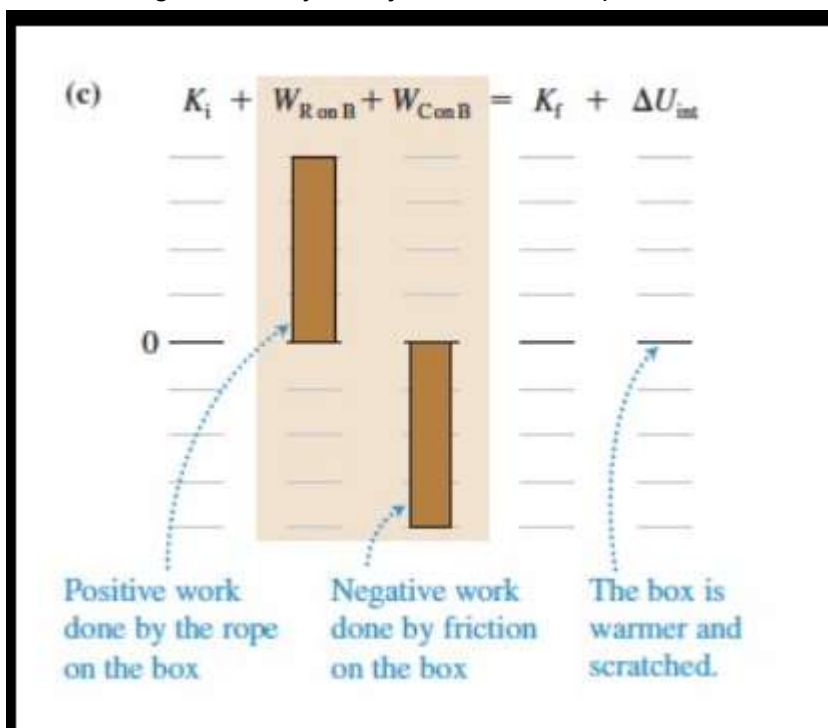 (c) K_i + W_R on B + W_C on B = K_f + ΔU_int
0
Positive work
done by the rope
on the box
Negative work
done by friction
on the box
The box is
warmer and
scratched.